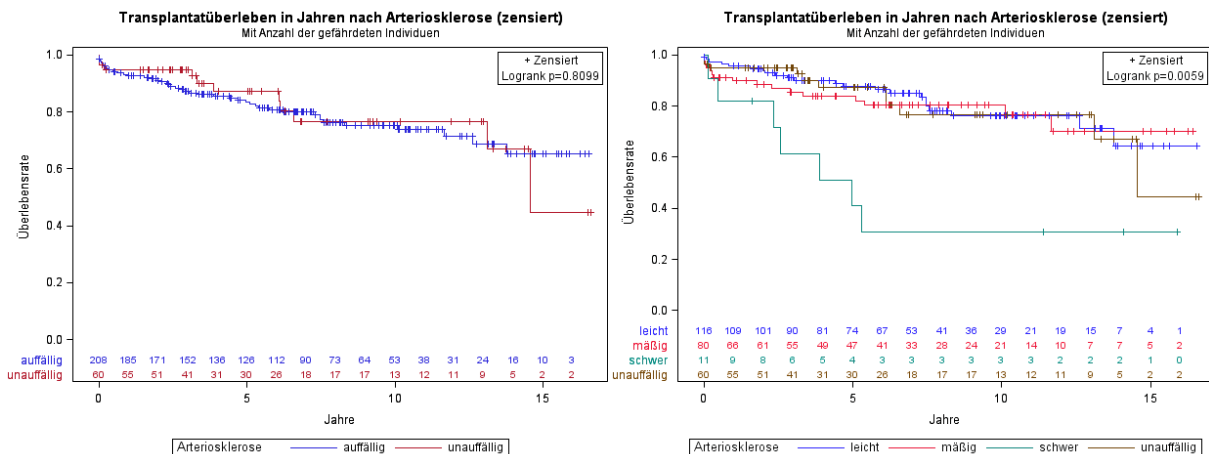 Transplantatüberleben in Jahren nach Arteriosklerose (zensiert)
Mit Anzahl der gefährdeten Individuen
+ Zensiert
Logrank p=0.8099
Überlebensrate
1.0
0.8
0.6
0.4
0.2
0.0
auffällig 208 185 171 152 136 126 112 90 73 64 53 38 31 24 16 10 3
unauffällig 60 55 51 41 31 30 26 18 17 17 13 12 11 9 5 2 2
0 5 10 15
Jahre
Arteriosklerose auffällig unauffällig
Transplantatüberleben in Jahren nach Arteriosklerose (zensiert)
Mit Anzahl der gefährdeten Individuen
+ Zensiert
Logrank p=0.0059
Überlebensrate
1.0
0.8
0.6
0.4
0.2
0.0
leicht 116 109 101 90 81 74 67 53 41 36 29 21 19 15 7 4 1
mäßig 80 66 61 55 49 47 41 33 28 24 21 14 10 7 7 5 2
schwer 11 9 8 6 5 4 3 3 3 3 3 3 2 2 2 1 0
unauffällig 60 55 51 41 31 30 26 18 17 17 13 12 11 9 5 2 2
0 5 10 15
Jahre
Arteriosklerose leicht mäßig schwer unauffällig